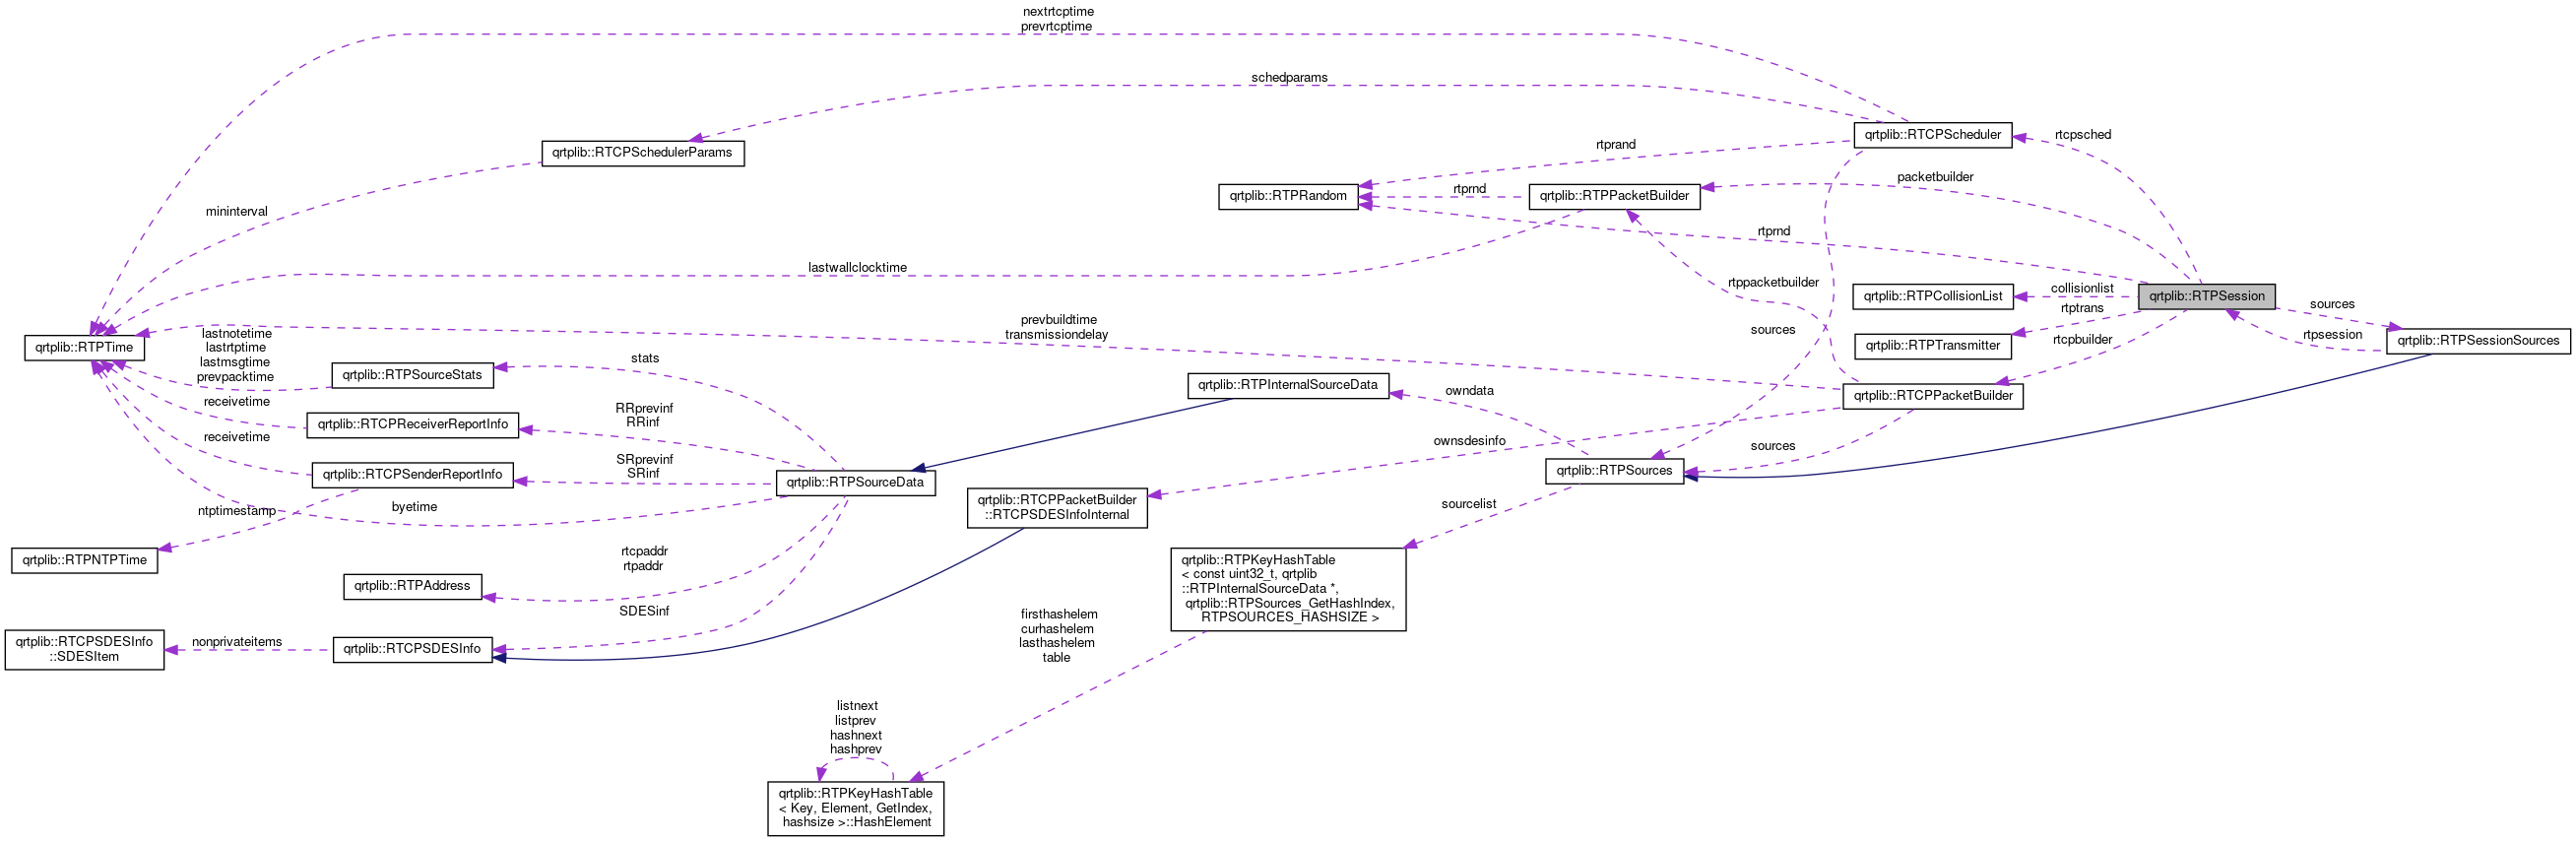 nextrtcptime
prevrtcptime
schedparams
qrtplib::RTCPScheduler
rtcpsched
qrtplib::RTCPSchedulerParams
rtprand
packetbuilder
qrtplib::RTPRandom
rtprnd
qrtplib::RTPPacketBuilder
mininterval
rtprnd
lastwallclocktime
rtppacketbuilder
qrtplib::RTPCollisionList
collisionlist
qrtplib::RTPSession
sources
rtptrans
prevbuildtime
transmissiondelay
sources
qrtplib::RTPTransmitter
rtcpbuilder
rtpsession
qrtplib::RTPSessionSources
qrtplib::RTPTime
lastnotetime
lastrtptime
lastmsgtime
prevpacktime
stats
qrtplib::RTPSourceStats
qrtplib::RTPInternalSourceData
owndata
qrtplib::RTCPPacketBuilder
receivetime
RRprevinf
RRinf
qrtplib::RTCPReceiverReportInfo
receivetime
ownsdesinfo
sources
SRprevinf
SRinf
qrtplib::RTCPSenderReportInfo
qrtplib::RTPSourceData
qrtplib::RTPSources
qrtplib::RTCPPacketBuilder
::RTCPSDESInfoInternal
sourcelist
ntptimestamp
byetime
qrtplib::RTPNTPTime
rtcpaddr
rtpaddr
qrtplib::RTPAddress
qrtplib::RTPKeyHashTable
< const uint32_t, qrtplib
::RTPInternalSourceData *,
qrtplib::RTPSources_GetHashIndex,
RTPSOURCES_HASHSIZE >
SDESinf
qrtplib::RTCPSDESInfo
::SDESItem
nonprivateitems
qrtplib::RTCPSDESInfo
firsthashelem
curhashelem
lasthashelem
table
listnext
listprev
hashnext
hashprev
qrtplib::RTPKeyHashTable
< Key, Element, GetIndex,
hashsize >::HashElement